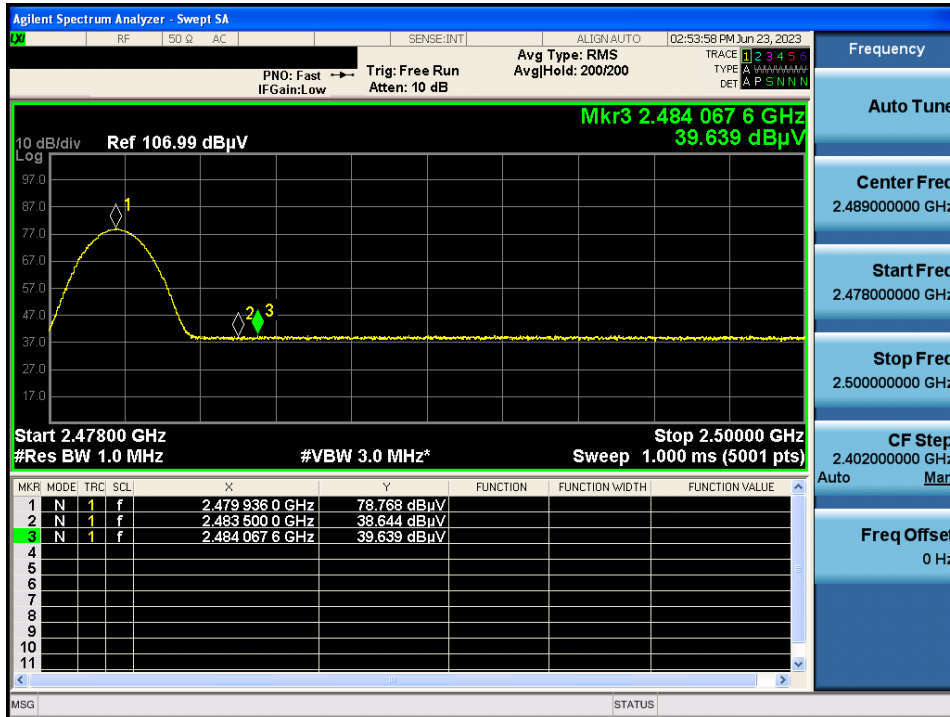 Agilent Spectrum Analyzer - Swept SA
LXI RF 50 Ω AC SENSE:INT ALIGN AUTO 02:53:58 PM Jun 23, 2023
PNO: Fast
IFGain:Low
Trig: Free Run
Atten: 10 dB
Avg Type: RMS
Avg|Hold: 200/200
TRACE 1 2 3 4 5 6
TYPE A WWWWW
DET A P S N N N
Mkr3 2.484 067 6 GHz
39.639 dBµV
10 dB/div Ref 106.99 dBµV
Log
97.0
87.0
77.0
67.0
57.0
47.0
37.0
27.0
17.0
1
2
3
Start 2.47800 GHz Stop 2.50000 GHz
#Res BW 1.0 MHz #VBW 3.0 MHz* Sweep 1.000 ms (5001 pts)
MKR MODE TRC SCL X Y FUNCTION FUNCTION WIDTH FUNCTION VALUE
1 N 1 f 2.479 936 0 GHz 78.768 dBµV
2 N 1 f 2.483 500 0 GHz 38.644 dBµV
3 N 1 f 2.484 067 6 GHz 39.639 dBµV
4
5
6
7
8
9
10
11
MSG STATUS
Frequency
Auto Tune
Center Freq
2.489000000 GHz
Start Freq
2.478000000 GHz
Stop Freq
2.500000000 GHz
CF Step
2.402000000 GHz
Auto Man
Freq Offset
0 Hz